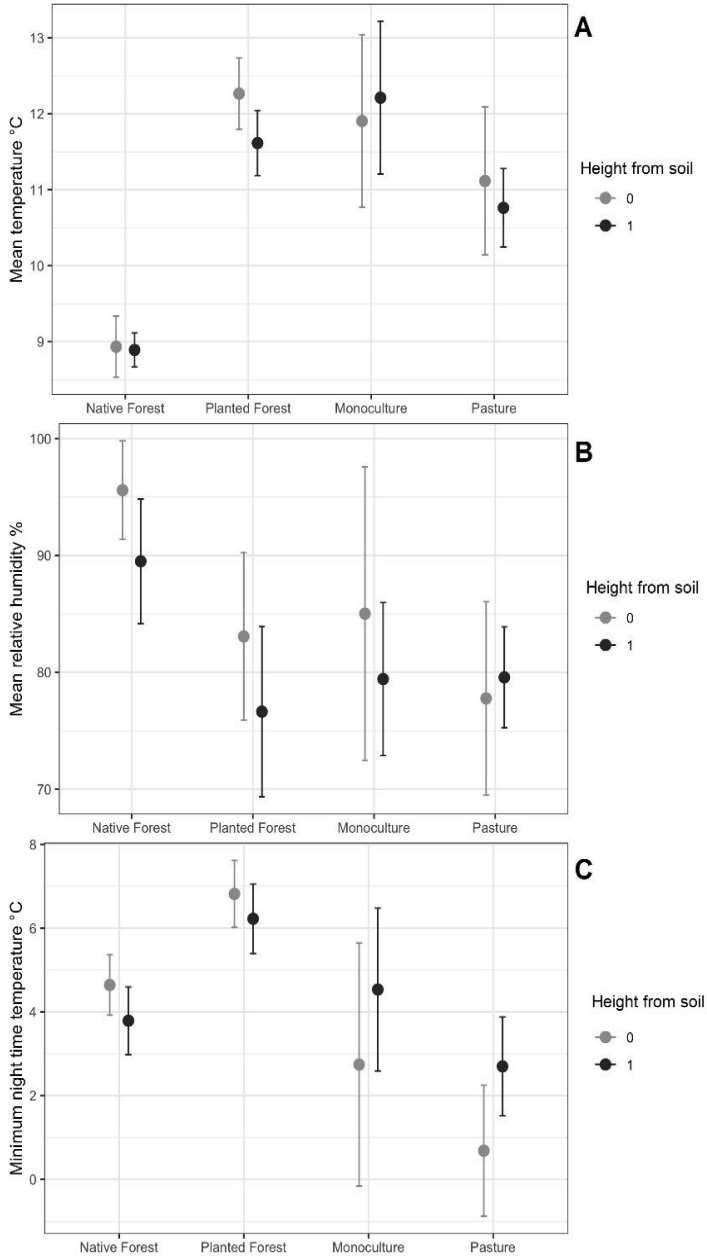 A
Mean temperature °C
13
12
11
10
9
Native Forest Planted Forest Monoculture Pasture
Height from soil
0
1
B
Mean relative humidity %
100
90
80
70
Native Forest Planted Forest Monoculture Pasture
Height from soil
0
1
C
Minimum night time temperature °C
8
6
4
2
0
Native Forest Planted Forest Monoculture Pasture
Height from soil
0
1